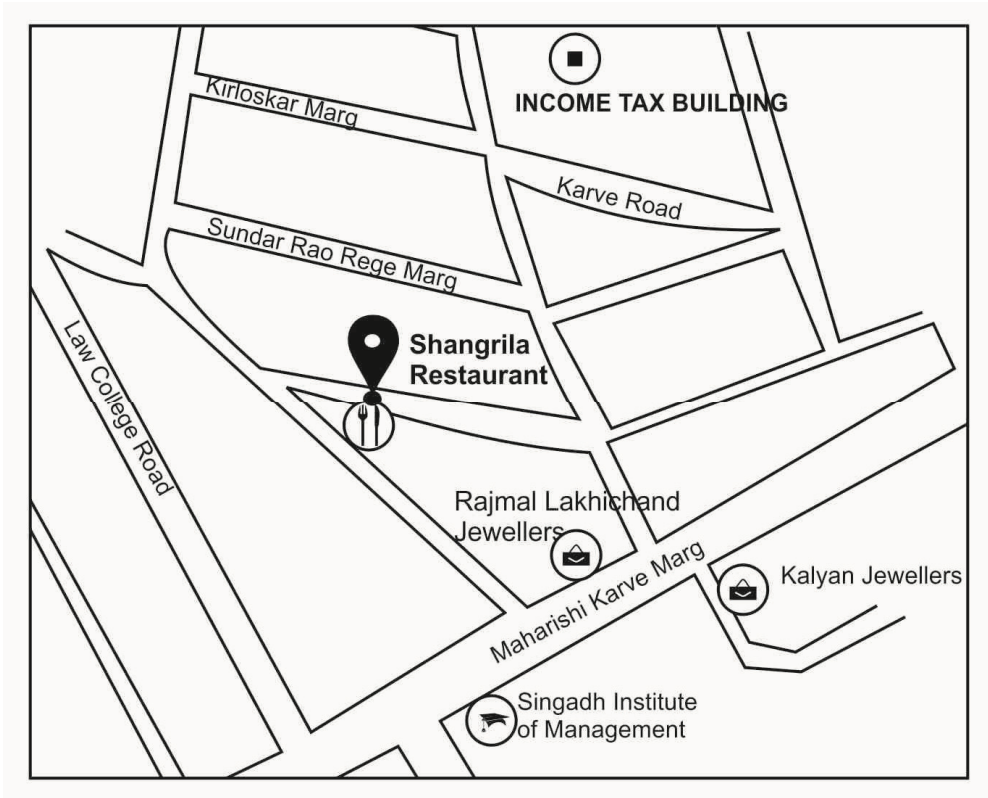 INCOME TAX BUILDING
Kirloskar Marg
Karve Road
Sundar Rao Rege Marg
Shangrila
Restaurant
Law College Road
Rajmal Lakhichand
Jewellers
Maharishi Karve Marg
Kalyan Jewellers
Singadh Institute
of Management